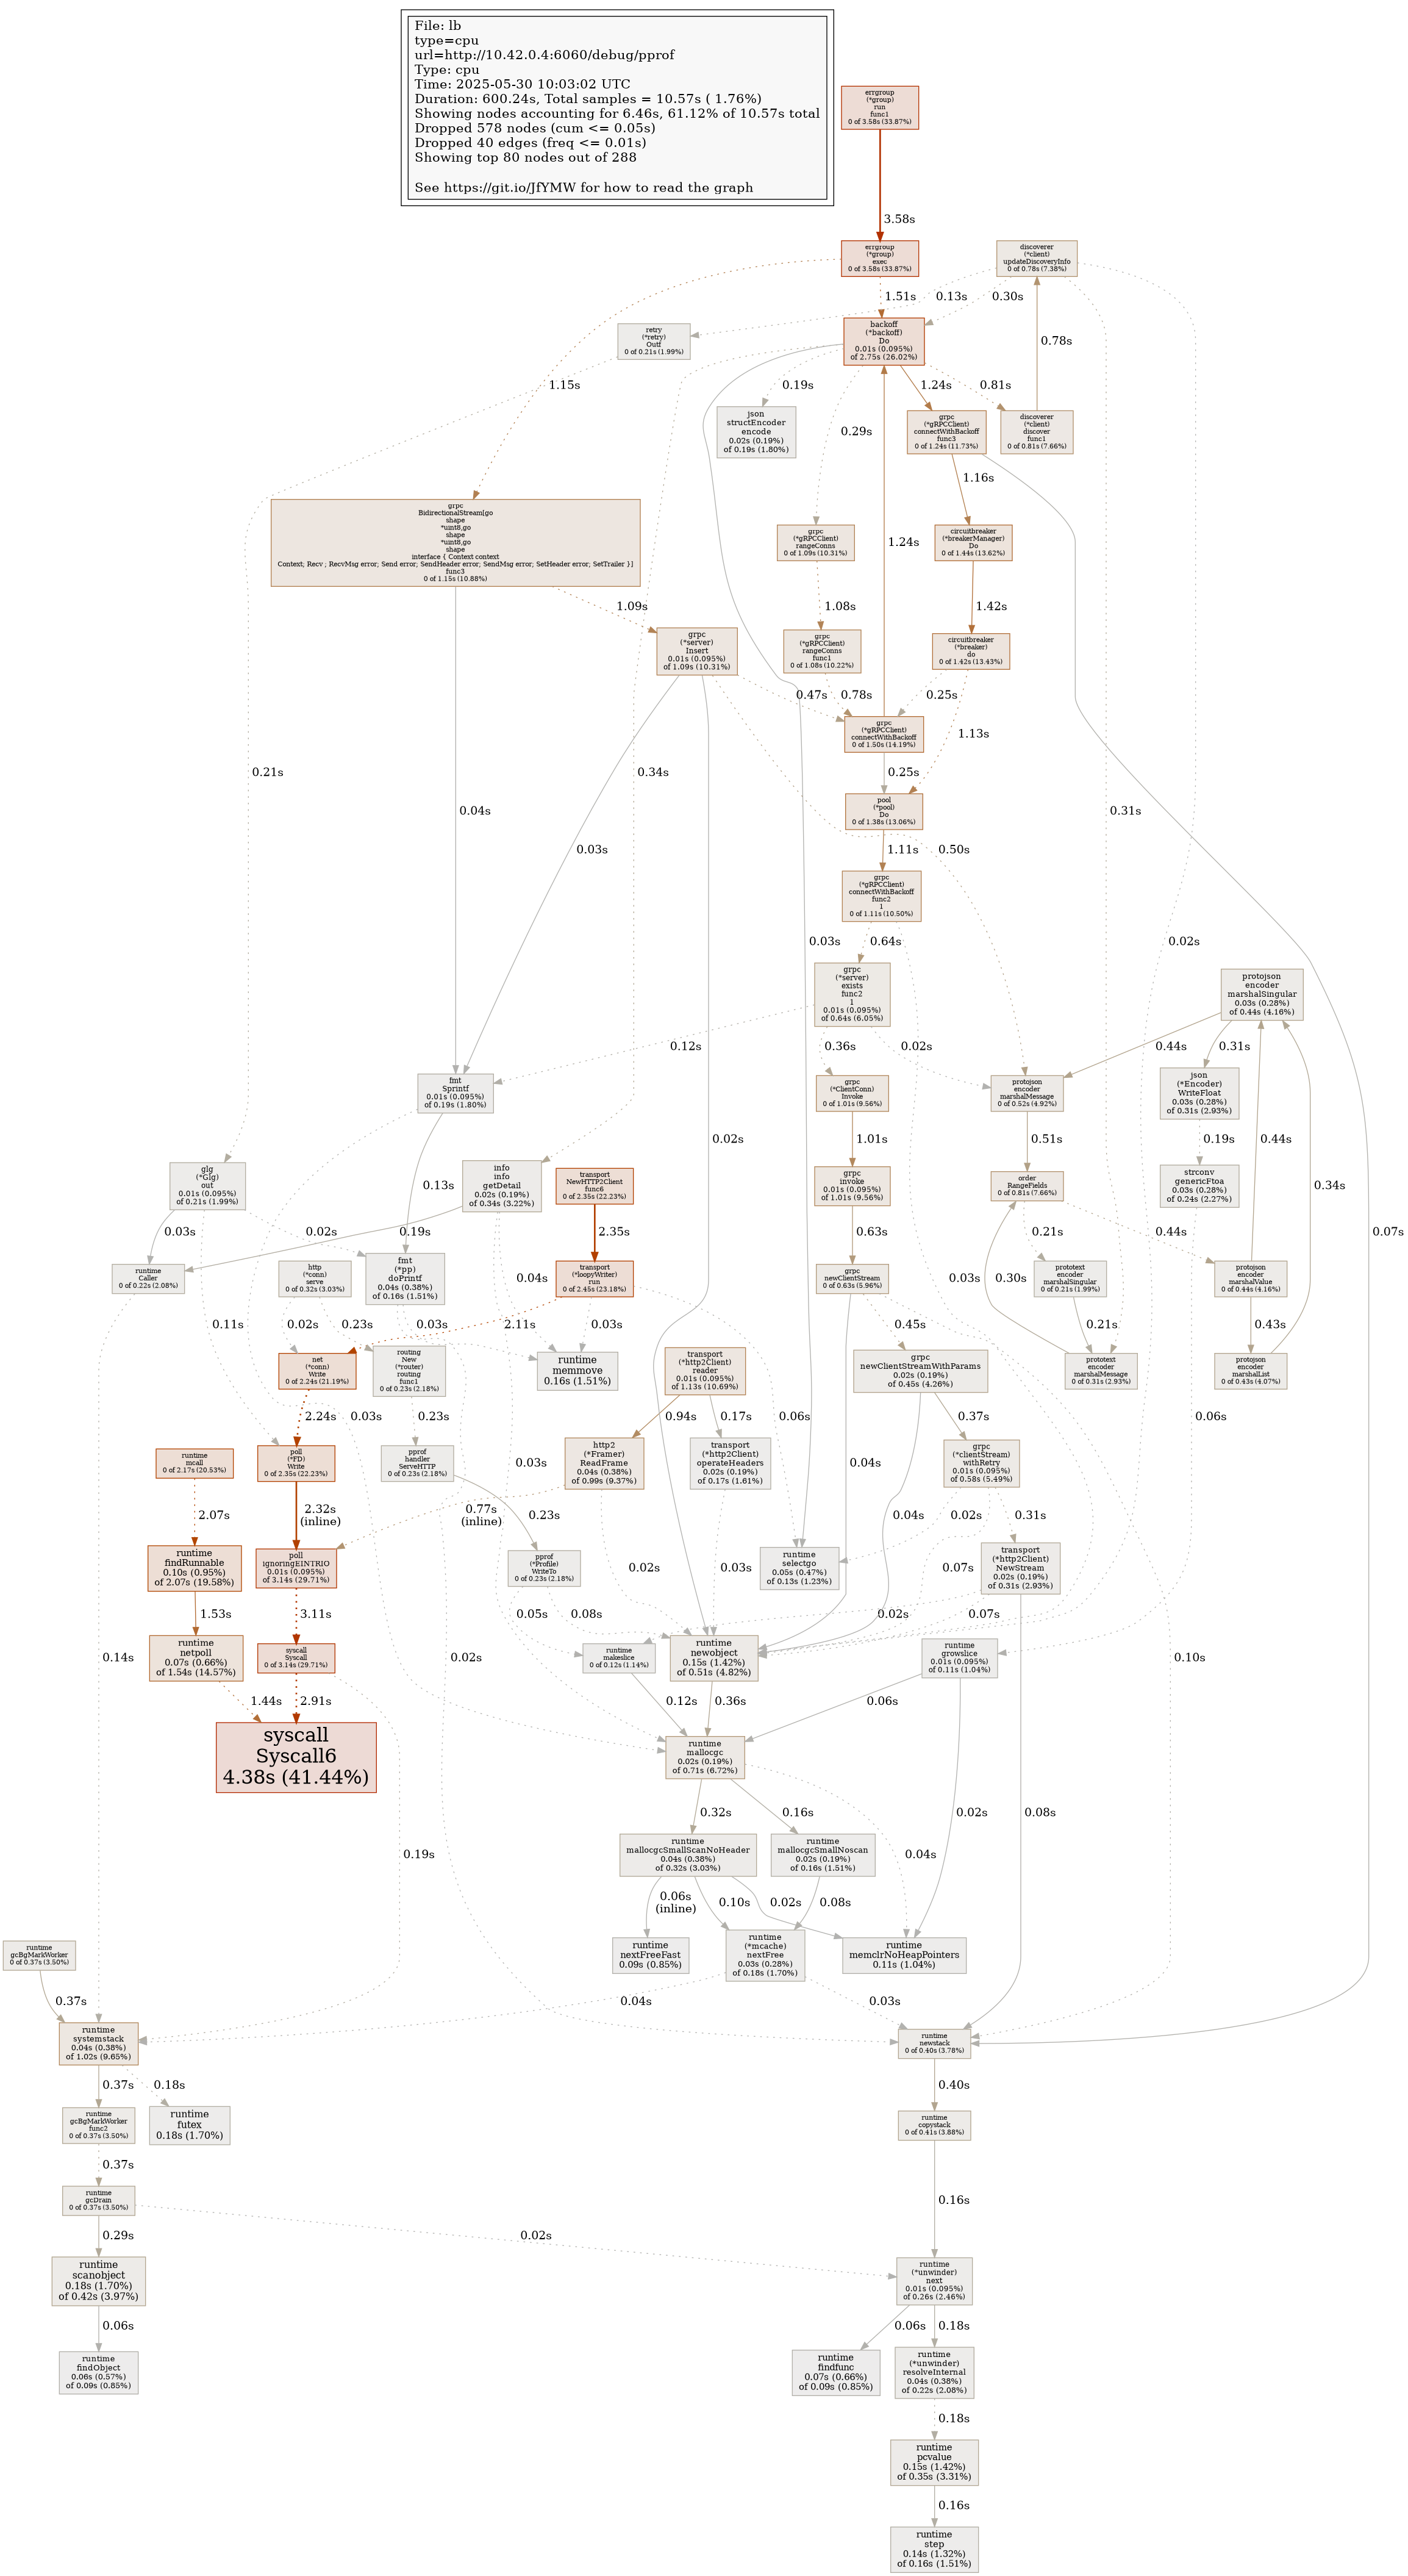 File: lb
type=cpu
url=http://10.42.0.4:6060/debug/pprof
Type: cpu
Time: 2025-05-30 10:03:02 UTC
Duration: 600.24s, Total samples = 10.57s ( 1.76%)
Showing nodes accounting for 6.46s, 61.12% of 10.57s total
Dropped 578 nodes (cum <= 0.05s)
Dropped 40 edges (freq <= 0.01s)
Showing top 80 nodes out of 288
See https://git.io/JfYMW for how to read the graph
errgroup
(*group)
run
func1
0 of 3.58s (33.87%)
3.58s
errgroup
(*group)
exec
0 of 3.58s (33.87%)
discoverer
(*client)
updateDiscoveryInfo
0 of 0.78s (7.38%)
1.51s
0.13s
0.30s
retry
(*retry)
Outf
0 of 0.21s (1.99%)
backoff
(*backoff)
Do
0.01s (0.095%)
of 2.75s (26.02%)
0.78s
1.15s
0.19s
1.24s
0.81s
json
structEncoder
encode
0.02s (0.19%)
of 0.19s (1.80%)
0.29s
grpc
(*gRPCClient)
connectWithBackoff
func3
0 of 1.24s (11.73%)
discoverer
(*client)
discover
func1
0 of 0.81s (7.66%)
1.16s
grpc
BidirectionalStream[go
shape
*uint8,go
shape
*uint8,go
shape
interface { Context context
Context; Recv ; RecvMsg error; Send error; SendHeader error; SendMsg error; SetHeader error; SetTrailer }]
func3
0 of 1.15s (10.88%)
grpc
(*gRPCClient)
rangeConns
0 of 1.09s (10.31%)
1.24s
circuitbreaker
(*breakerManager)
Do
0 of 1.44s (13.62%)
1.09s
1.08s
1.42s
grpc
(*server)
Insert
0.01s (0.095%)
of 1.09s (10.31%)
grpc
(*gRPCClient)
rangeConns
func1
0 of 1.08s (10.22%)
circuitbreaker
(*breaker)
do
0 of 1.42s (13.43%)
0.47s
0.78s
0.25s
grpc
(*gRPCClient)
connectWithBackoff
0 of 1.50s (14.19%)
1.13s
0.21s
0.34s
0.25s
0.04s
pool
(*pool)
Do
0 of 1.38s (13.06%)
0.31s
0.03s
0.50s
1.11s
grpc
(*gRPCClient)
connectWithBackoff
func2
1
0 of 1.11s (10.50%)
0.03s
0.64s
0.02s
grpc
(*server)
exists
func2
1
0.01s (0.095%)
of 0.64s (6.05%)
protojson
encoder
marshalSingular
0.03s (0.28%)
of 0.44s (4.16%)
0.12s
0.36s
0.02s
0.44s
0.31s
fmt
Sprintf
0.01s (0.095%)
of 0.19s (1.80%)
grpc
(*ClientConn)
Invoke
0 of 1.01s (9.56%)
protojson
encoder
marshalMessage
0 of 0.52s (4.92%)
json
(*Encoder)
WriteFloat
0.03s (0.28%)
of 0.31s (2.93%)
0.02s
1.01s
0.51s
0.19s
0.44s
0.34s
glg
(*Glg)
out
0.01s (0.095%)
of 0.21s (1.99%)
0.13s
info
info
getDetail
0.02s (0.19%)
of 0.34s (3.22%)
transport
NewHTTP2Client
func6
0 of 2.35s (22.23%)
grpc
invoke
0.01s (0.095%)
of 1.01s (9.56%)
order
RangeFields
0 of 0.81s (7.66%)
strconv
genericFtoa
0.03s (0.28%)
of 0.24s (2.27%)
0.03s
0.02s
0.19s
2.35s
0.63s
0.21s
0.44s
0.07s
runtime
Caller
0 of 0.22s (2.08%)
http
(*conn)
serve
0 of 0.32s (3.03%)
fmt
(*pp)
doPrintf
0.04s (0.38%)
of 0.16s (1.51%)
0.04s
transport
(*loopyWriter)
run
0 of 2.45s (23.18%)
grpc
newClientStream
0 of 0.63s (5.96%)
0.03s
0.30s
prototext
encoder
marshalSingular
0 of 0.21s (1.99%)
protojson
encoder
marshalValue
0 of 0.44s (4.16%)
0.11s
0.02s
0.23s
0.03s
2.11s
0.03s
0.45s
0.21s
0.43s
net
(*conn)
Write
0 of 2.24s (21.19%)
routing
New
(*router)
routing
func1
0 of 0.23s (2.18%)
runtime
memmove
0.16s (1.51%)
transport
(*http2Client)
reader
0.01s (0.095%)
of 1.13s (10.69%)
grpc
newClientStreamWithParams
0.02s (0.19%)
of 0.45s (4.26%)
prototext
encoder
marshalMessage
0 of 0.31s (2.93%)
protojson
encoder
marshalList
0 of 0.43s (4.07%)
2.24s
0.03s
0.23s
0.94s
0.17s
0.06s
0.37s
0.06s
runtime
mcall
0 of 2.17s (20.53%)
poll
(*FD)
Write
0 of 2.35s (22.23%)
pprof
handler
ServeHTTP
0 of 0.23s (2.18%)
0.03s
http2
(*Framer)
ReadFrame
0.04s (0.38%)
of 0.99s (9.37%)
transport
(*http2Client)
operateHeaders
0.02s (0.19%)
of 0.17s (1.61%)
0.04s
grpc
(*clientStream)
withRetry
0.01s (0.095%)
of 0.58s (5.49%)
2.07s
2.32s
(inline)
0.77s
(inline)
0.23s
0.04s
0.02s
0.31s
runtime
findRunnable
0.10s (0.95%)
of 2.07s (19.58%)
poll
ignoringEINTRIO
0.01s (0.095%)
of 3.14s (29.71%)
pprof
(*Profile)
WriteTo
0 of 0.23s (2.18%)
0.02s
0.03s
runtime
selectgo
0.05s (0.47%)
of 0.13s (1.23%)
0.07s
transport
(*http2Client)
NewStream
0.02s (0.19%)
of 0.31s (2.93%)
1.53s
3.11s
0.05s
0.08s
0.02s
0.07s
runtime
netpoll
0.07s (0.66%)
of 1.54s (14.57%)
syscall
Syscall
0 of 3.14s (29.71%)
runtime
makeslice
0 of 0.12s (1.14%)
runtime
newobject
0.15s (1.42%)
of 0.51s (4.82%)
runtime
growslice
0.01s (0.095%)
of 0.11s (1.04%)
0.14s
0.02s
0.10s
1.44s
2.91s
0.12s
0.36s
0.06s
syscall
Syscall6
4.38s (41.44%)
runtime
mallocgc
0.02s (0.19%)
of 0.71s (6.72%)
0.32s
0.16s
0.02s
0.08s
0.19s
runtime
mallocgcSmallScanNoHeader
0.04s (0.38%)
of 0.32s (3.03%)
runtime
mallocgcSmallNoscan
0.02s (0.19%)
of 0.16s (1.51%)
0.04s
0.06s
(inline)
0.10s
0.02s
0.08s
runtime
gcBgMarkWorker
0 of 0.37s (3.50%)
runtime
nextFreeFast
0.09s (0.85%)
runtime
(*mcache)
nextFree
0.03s (0.28%)
of 0.18s (1.70%)
runtime
memclrNoHeapPointers
0.11s (1.04%)
0.37s
0.04s
0.03s
runtime
systemstack
0.04s (0.38%)
of 1.02s (9.65%)
runtime
newstack
0 of 0.40s (3.78%)
0.37s
0.18s
0.40s
runtime
gcBgMarkWorker
func2
0 of 0.37s (3.50%)
runtime
futex
0.18s (1.70%)
runtime
copystack
0 of 0.41s (3.88%)
0.37s
runtime
gcDrain
0 of 0.37s (3.50%)
0.16s
0.29s
0.02s
runtime
scanobject
0.18s (1.70%)
of 0.42s (3.97%)
runtime
(*unwinder)
next
0.01s (0.095%)
of 0.26s (2.46%)
0.06s
0.06s
0.18s
runtime
findObject
0.06s (0.57%)
of 0.09s (0.85%)
runtime
findfunc
0.07s (0.66%)
of 0.09s (0.85%)
runtime
(*unwinder)
resolveInternal
0.04s (0.38%)
of 0.22s (2.08%)
0.18s
runtime
pcvalue
0.15s (1.42%)
of 0.35s (3.31%)
0.16s
runtime
step
0.14s (1.32%)
of 0.16s (1.51%)